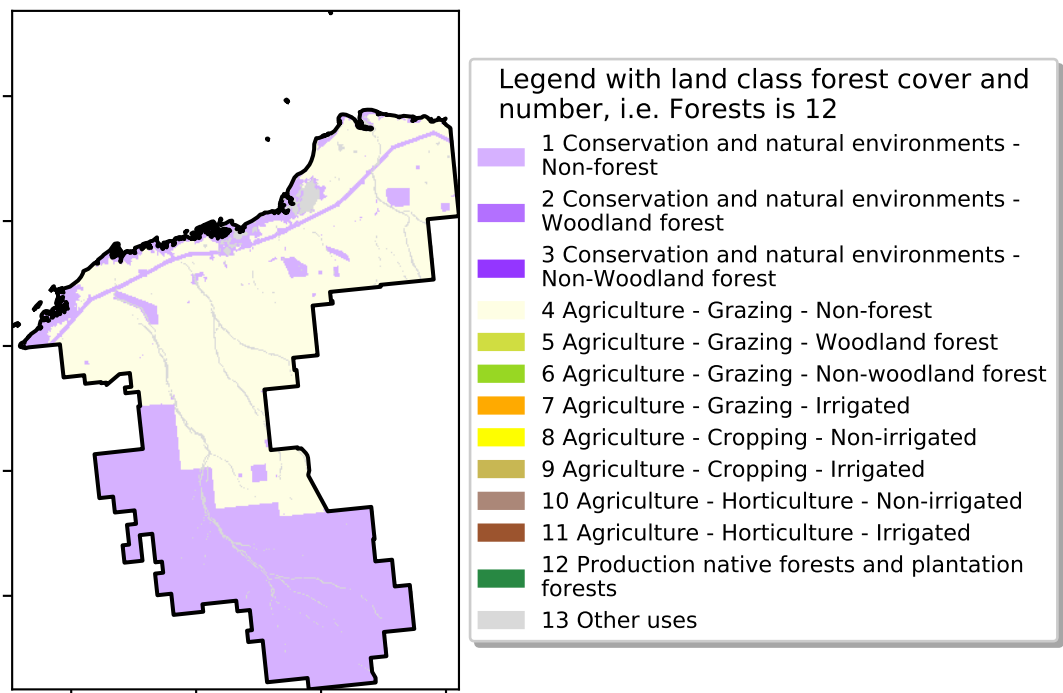 Legend with land class forest cover and
number, i.e. Forests is 12
1 Conservation and natural environments -
Non-forest
2 Conservation and natural environments -
Woodland forest
3 Conservation and natural environments -
Non-Woodland forest
4 Agriculture - Grazing - Non-forest
5 Agriculture - Grazing - Woodland forest
6 Agriculture - Grazing - Non-woodland forest
7 Agriculture - Grazing - Irrigated
8 Agriculture - Cropping - Non-irrigated
9 Agriculture - Cropping - Irrigated
10 Agriculture - Horticulture - Non-irrigated
11 Agriculture - Horticulture - Irrigated
12 Production native forests and plantation
forests
13 Other uses